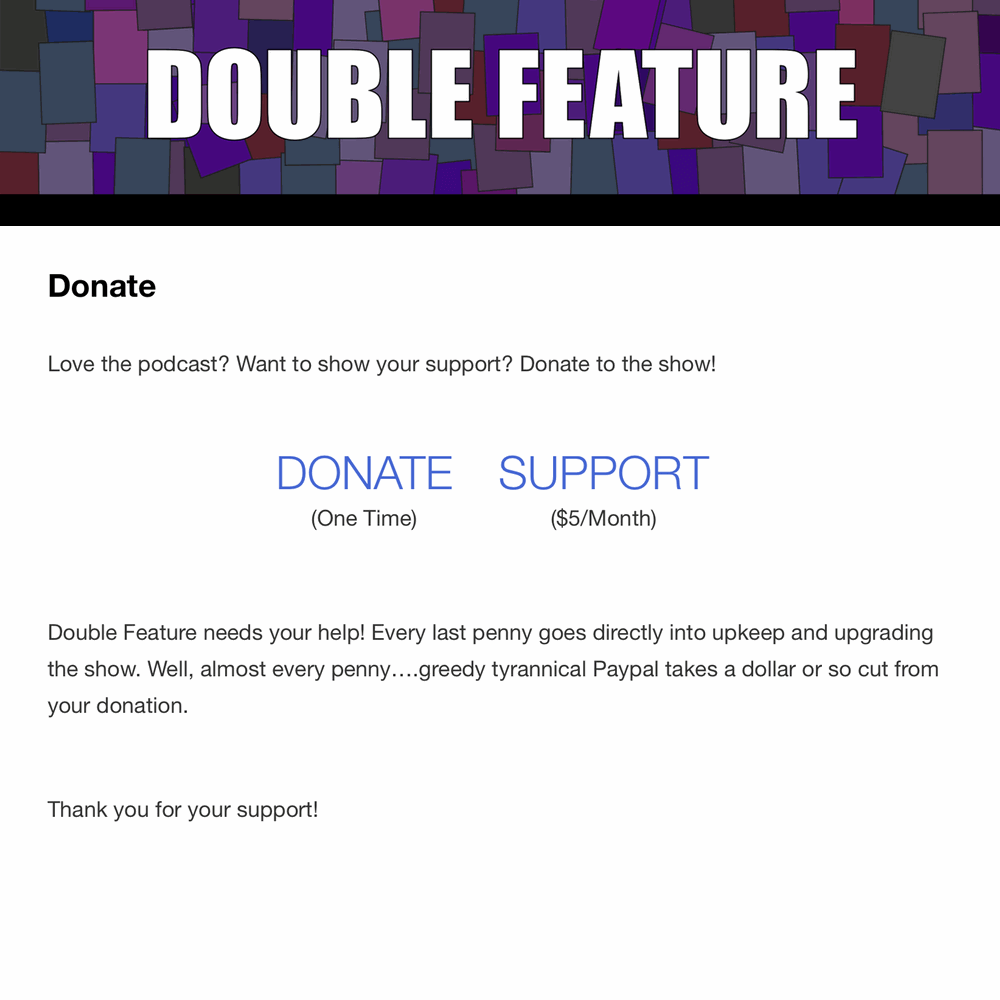 DOUBLE FEATURE
Donate
Love the podcast? Want to show your support? Donate to the show!
DONATE SUPPORT
(One Time) ($5/Month)
Double Feature needs your help! Every last penny goes directly into upkeep and upgrading
the show. Well, almost every penny….greedy tyrannical Paypal takes a dollar or so cut from
your donation.
Thank you for your support!